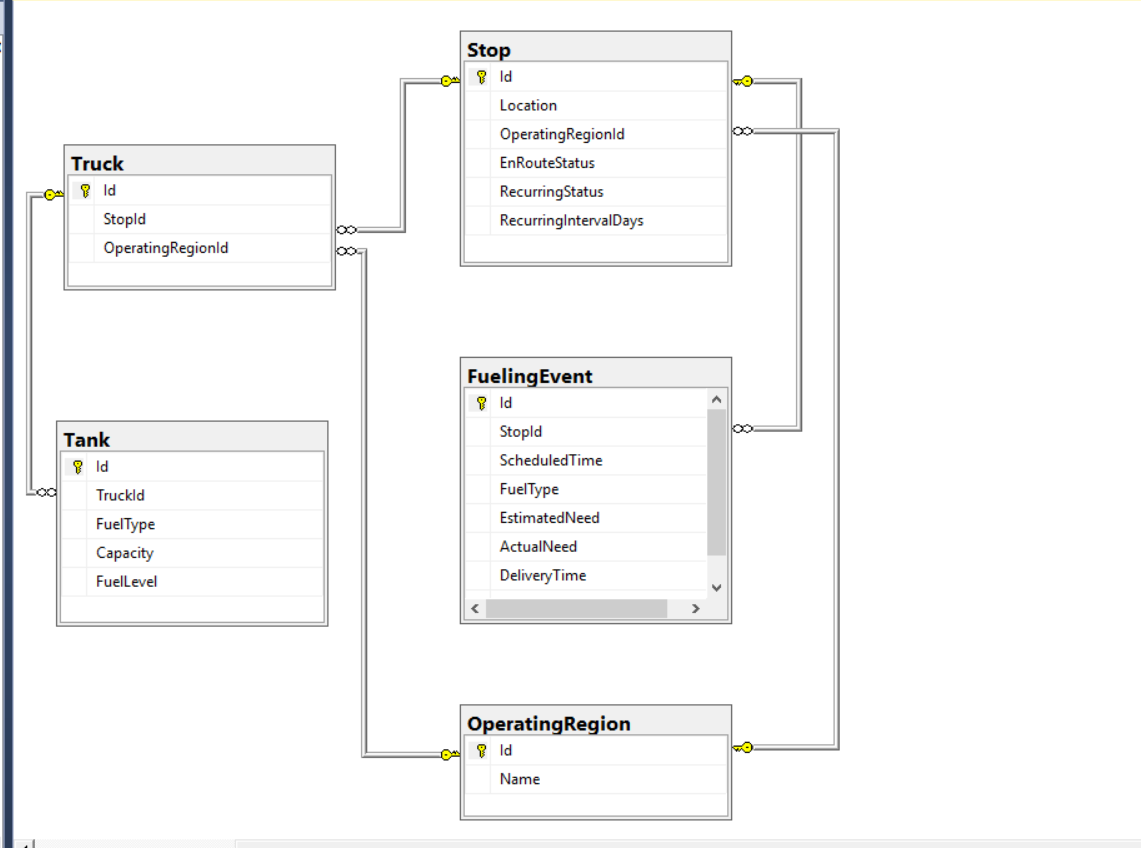 Stop
Id
Location
OperatingRegionId
EnRouteStatus
RecurringStatus
RecurringIntervalDays
Truck
Id
StopId
OperatingRegionId
FuelingEvent
Id
StopId
ScheduledTime
FuelType
EstimatedNeed
ActualNeed
DeliveryTime
Tank
Id
TruckId
FuelType
Capacity
FuelLevel
OperatingRegion
Id
Name